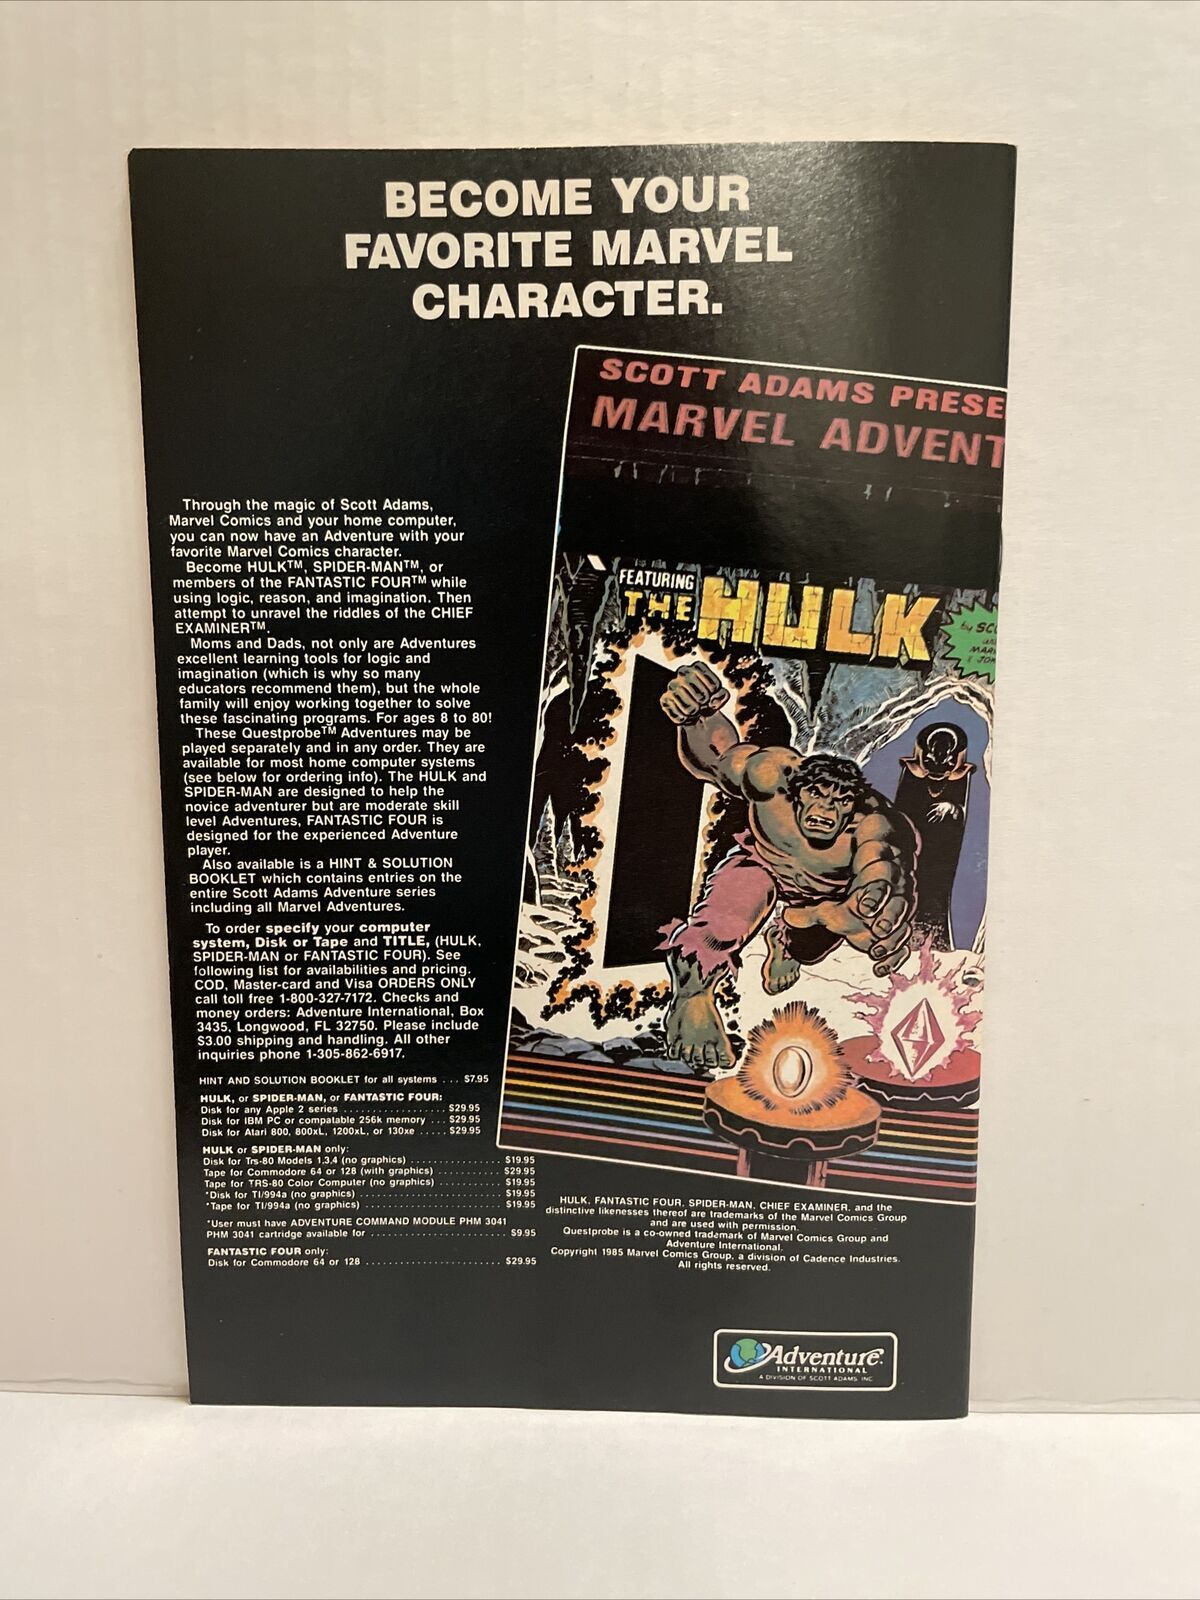 BECOME YOUR
FAVORITE MARVEL
CHARACTER.
SCOTT ADAMS PRESE
MARVEL ADVENT
FEATURING
THE HULK
by SC
MAR
& JOH
Through the magic of Scott Adams,
Marvel Comics and your home computer,
you can now have an Adventure with your
favorite Marvel Comics character.
Become HULK™, SPIDER-MAN™, or
members of the FANTASTIC FOUR™ while
using logic, reason, and imagination. Then
attempt to unravel the riddles of the CHIEF
EXAMINER™.
Moms and Dads, not only are Adventures
excellent learning tools for logic and
imagination (which is why so many
educators recommend them), but the whole
family will enjoy working together to solve
these fascinating programs. For ages 8 to 80!
These Questprobe™ Adventures may be
played separately and in any order. They are
available for most home computer systems
(see below for ordering info). The HULK and
SPIDER-MAN are designed to help the
novice adventurer but are moderate skill
level Adventures, FANTASTIC FOUR is
designed for the experienced Adventure
player.
Also available is a HINT & SOLUTION
BOOKLET which contains entries on the
entire Scott Adams Adventure series
including all Marvel Adventures.
To order specify your computer
system, Disk or Tape and TITLE, (HULK,
SPIDER-MAN or FANTASTIC FOUR). See
following list for availabilities and pricing.
COD, Master-card and Visa ORDERS ONLY
call toll free 1-800-327-7172. Checks and
money orders: Adventure International, Box
3435, Longwood, FL 32750. Please include
$3.00 shipping and handling. All other
inquiries phone 1-305-862-6917.
HINT AND SOLUTION BOOKLET for all systems . . . $7.95
HULK, or SPIDER-MAN, or FANTASTIC FOUR:
Disk for any Apple 2 series . . . . . . . . . . . . . . . . . . $29.95
Disk for IBM PC or compatable 256k memory . . . $29.95
Disk for Atari 800, 800xL, 1200xL, or 130xe . . . . . $29.95
HULK or SPIDER-MAN only:
Disk for Trs-80 Models 1,3,4 (no graphics) . . . . . . . . . . . . . . . . $19.95
Tape for Commodore 64 or 128 (with graphics) . . . . . . . . . . . $29.95
Tape for TRS-80 Color Computer (no graphics) . . . . . . . . . . . $19.95
*Disk for TI/994a (no graphics) . . . . . . . . . . . . . . . . . . . . . . . . . $19.95
*Tape for TI/994a (no graphics) . . . . . . . . . . . . . . . . . . . . . . . . . $19.95
*User must have ADVENTURE COMMAND MODULE PHM 3041
PHM 3041 cartridge available for . . . . . . . . . . . . . . . . . . . . . . . . $9.95
FANTASTIC FOUR only:
Disk for Commodore 64 or 128 . . . . . . . . . . . . . . . . . . . . . . . . $29.95
HULK, FANTASTIC FOUR, SPIDER-MAN, CHIEF EXAMINER, and the
distinctive likenesses thereof are trademarks of the Marvel Comics Group
and are used with permission.
Questprobe is a co-owned trademark of Marvel Comics Group and
Adventure International.
Copyright 1985 Marvel Comics Group, a division of Cadence Industries.
All rights reserved.
Adventure
INTERNATIONAL
A DIVISION OF SCOTT ADAMS, INC.